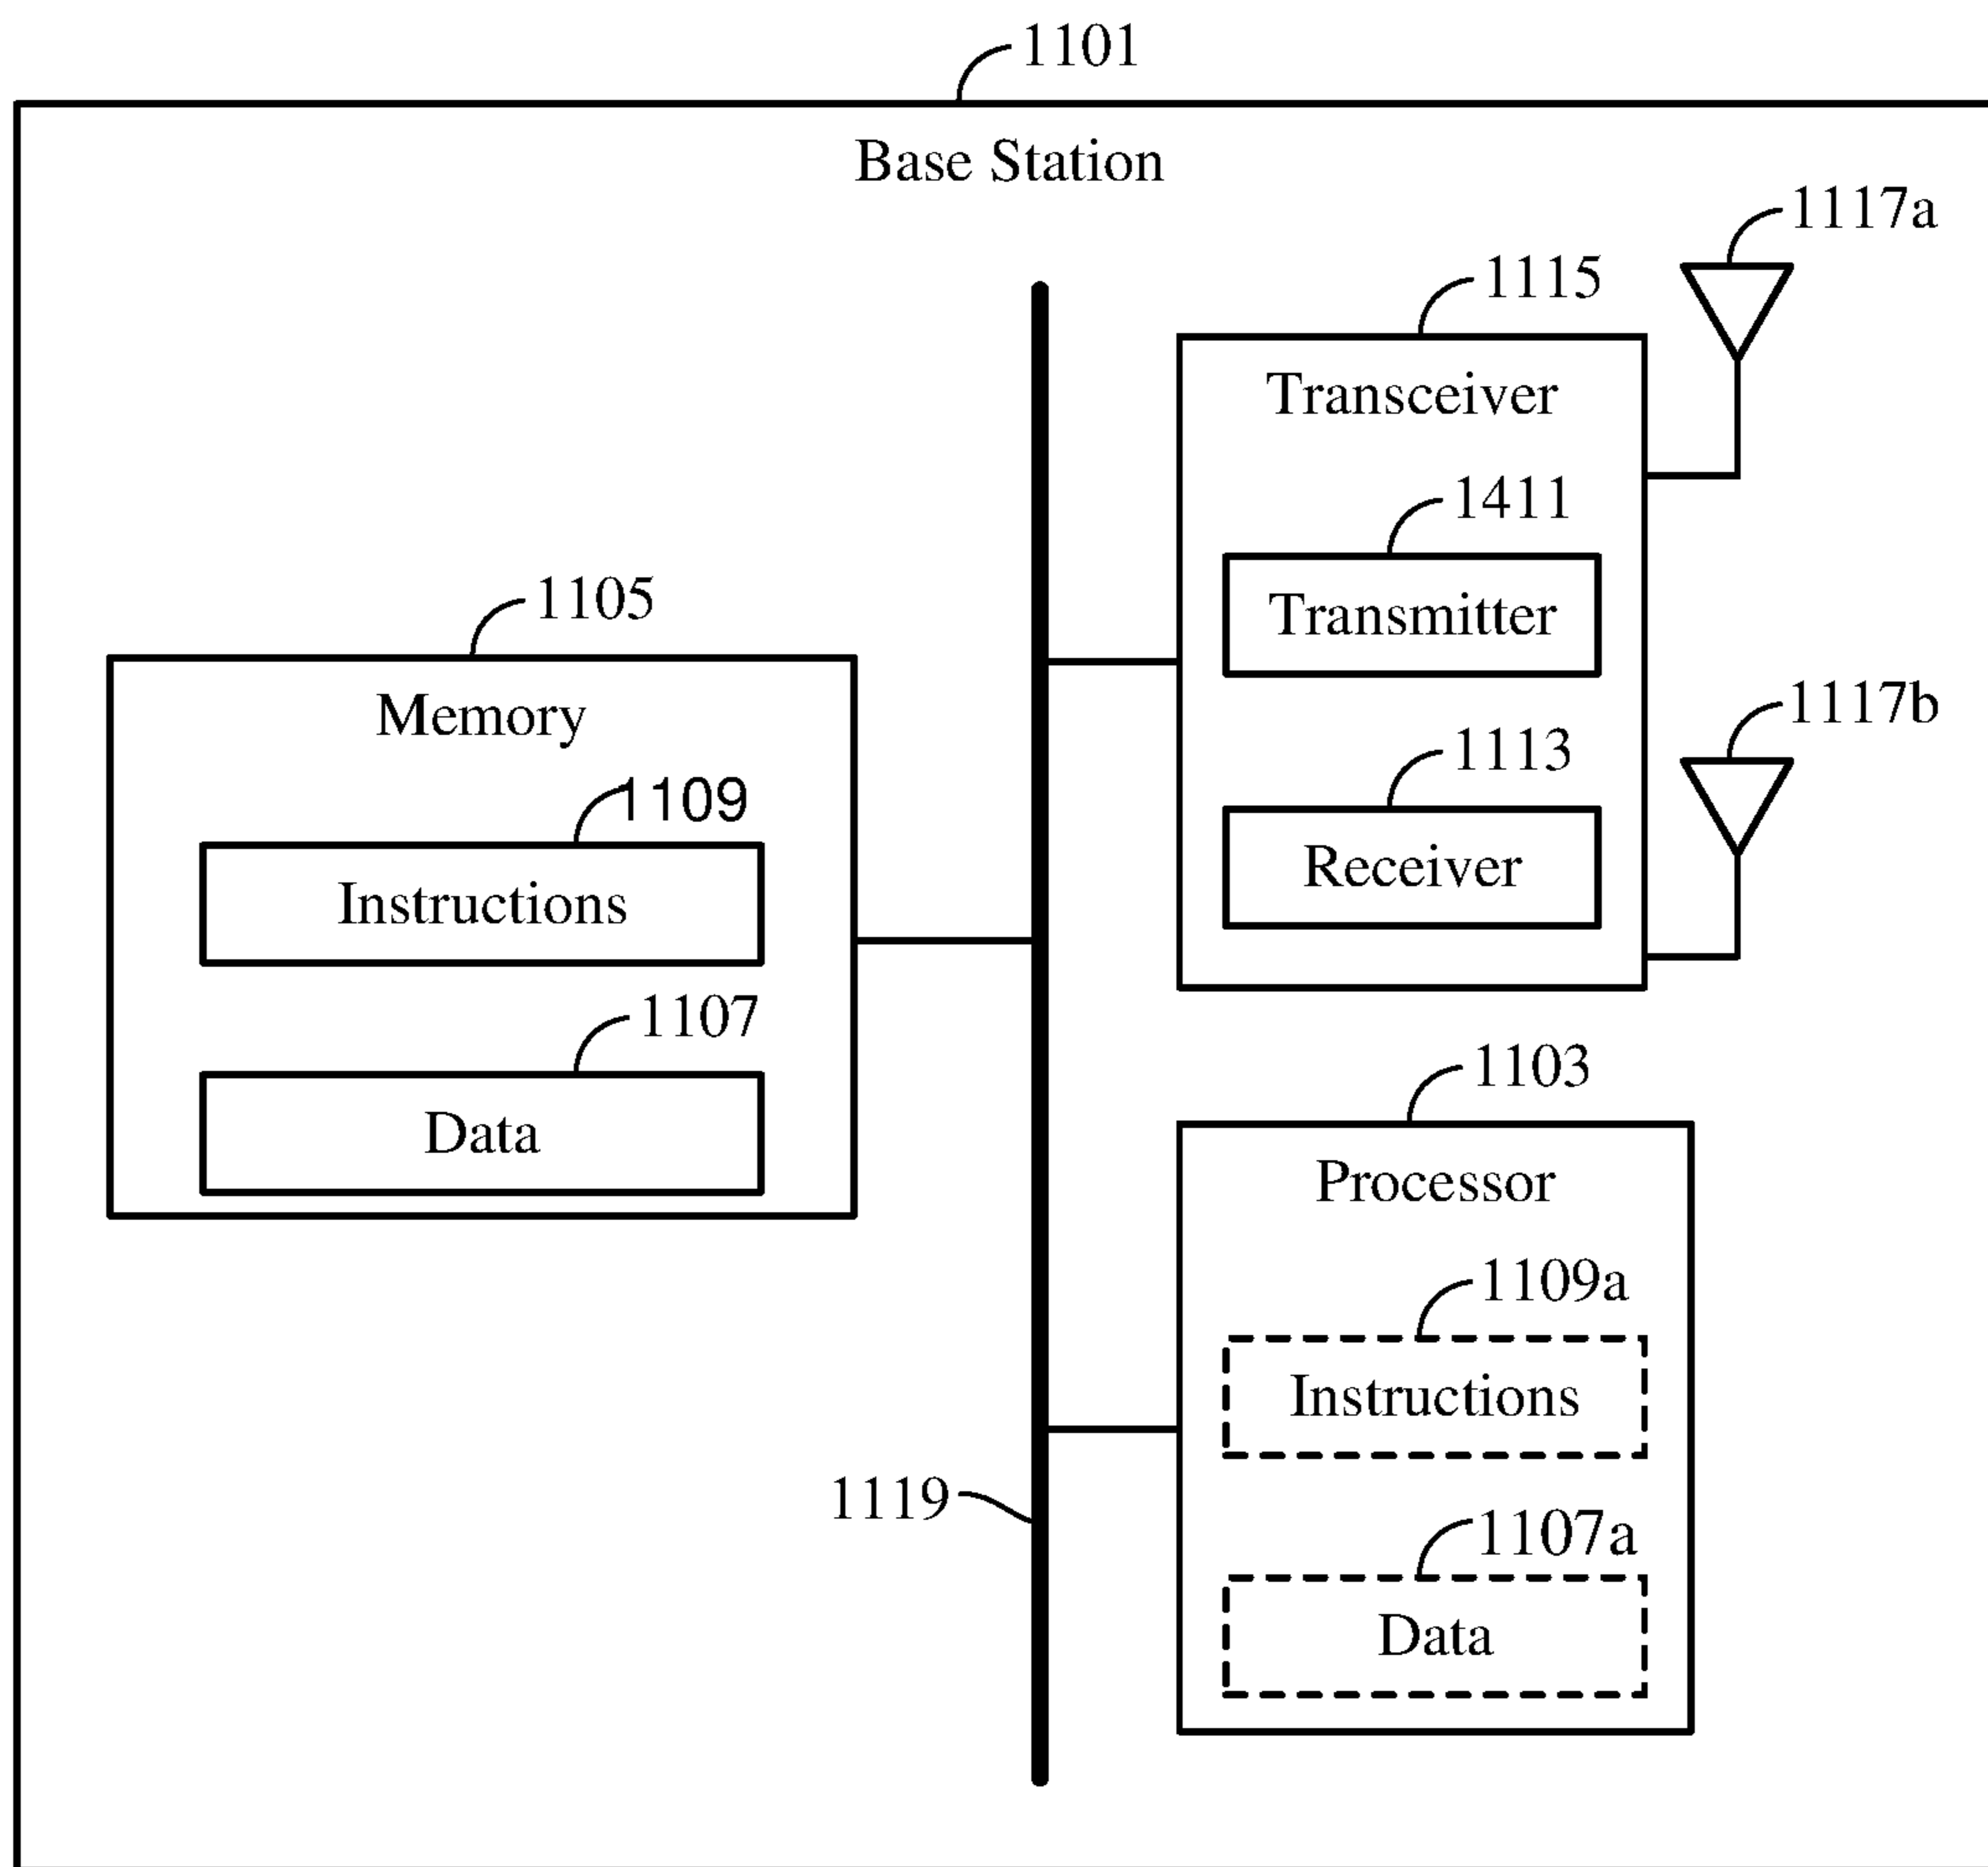 1101
Base Station
1117a
1115
Transceiver
1411
Transmitter
1117b
1113
Receiver
1105
Memory
1109
Instructions
1107
Data
1103
Processor
1109a
Instructions
1119
1107a
Data